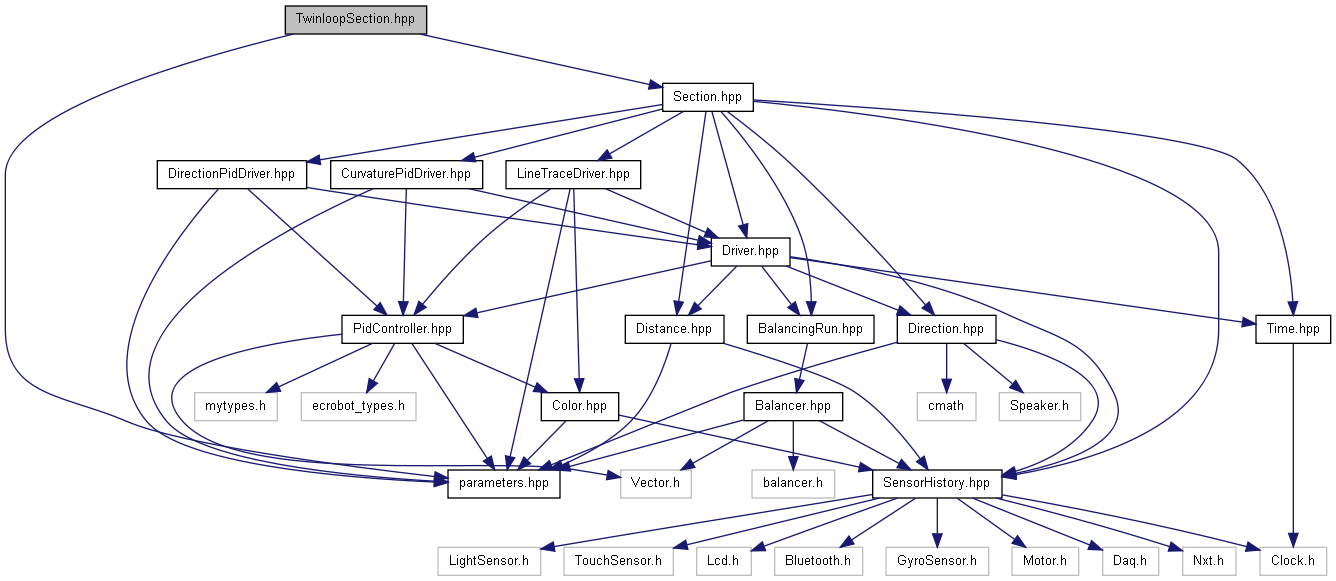 TwinloopSection.hpp
Section.hpp
DirectionPidDriver.hpp
CurvaturePidDriver.hpp
LineTraceDriver.hpp
Driver.hpp
PidController.hpp
Distance.hpp
BalancingRun.hpp
Direction.hpp
Time.hpp
mytypes.h
ecrobot_types.h
Color.hpp
Balancer.hpp
cmath
Speaker.h
parameters.hpp
Vector.h
balancer.h
SensorHistory.hpp
LightSensor.h
TouchSensor.h
Lcd.h
Bluetooth.h
GyroSensor.h
Motor.h
Daq.h
Nxt.h
Clock.h